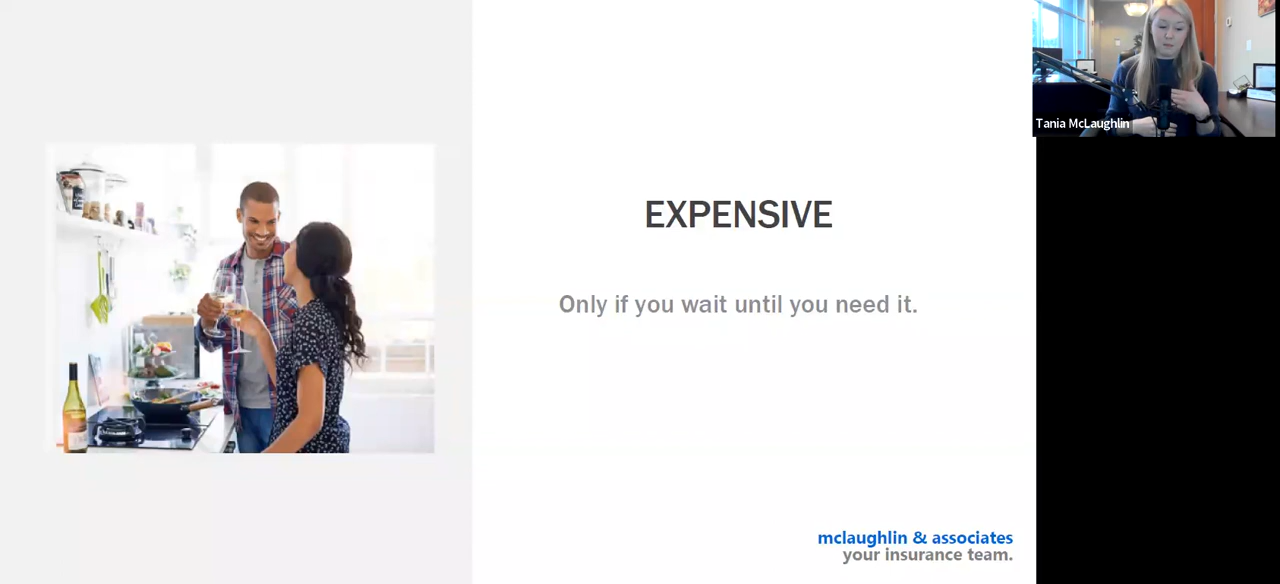 Tania McLaughlin
EXPENSIVE
Only if you wait until you need it.
mclaughlin & associates
your insurance team.